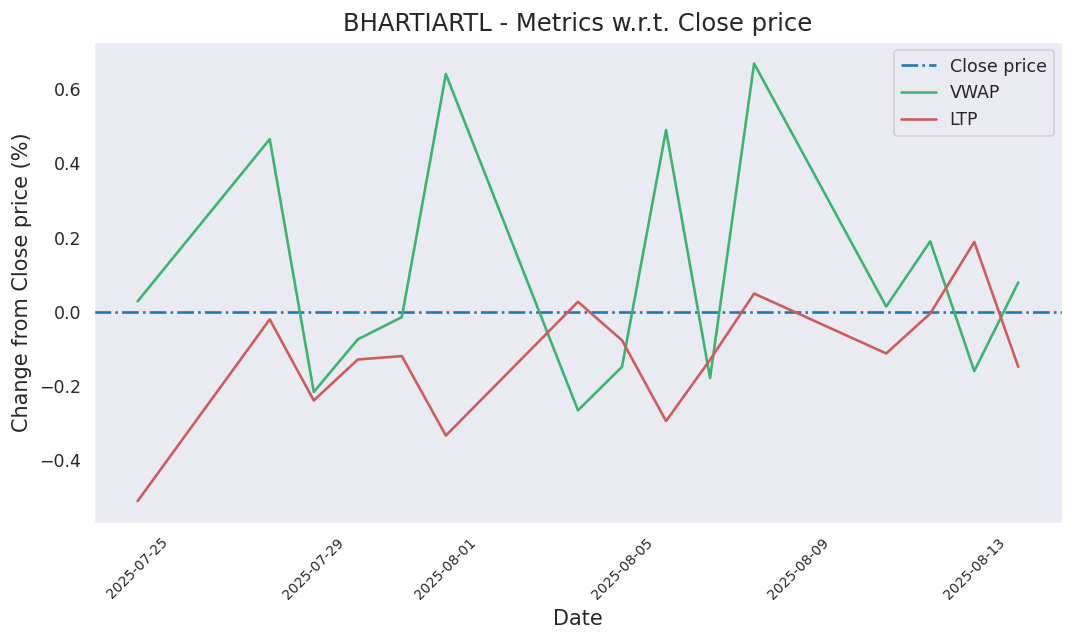 BHARTIARTL - Metrics w.r.t. Close price
Change from Close price (%)
0.6
0.4
0.2
0.0
−0.2
−0.4
Close price
VWAP
LTP
2025-07-25
2025-07-29
2025-08-01
2025-08-05
2025-08-09
2025-08-13
Date